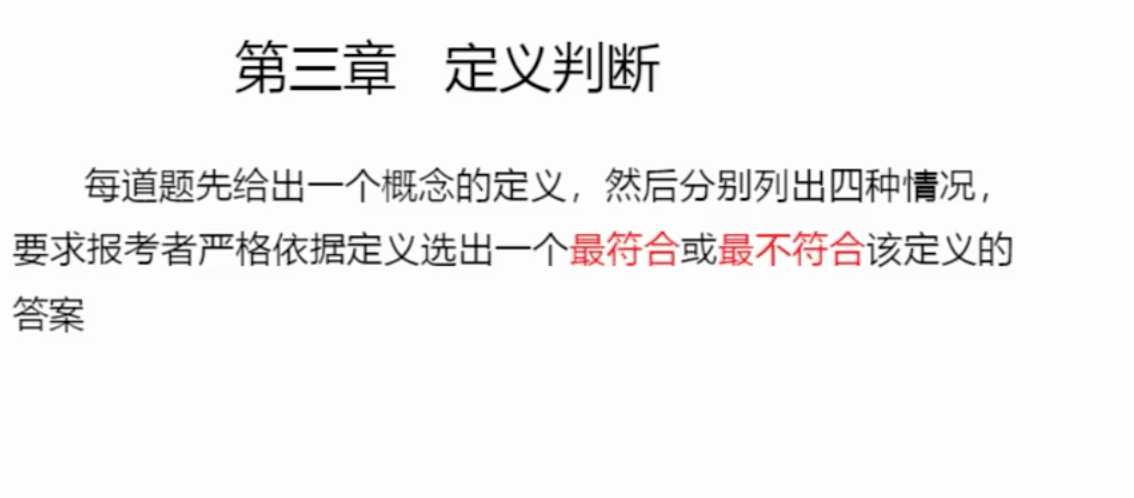 第三章 定义判断
每道题先给出一个概念的定义，然后分别列出四种情况，
要求报考者严格依据定义选出一个最符合或最不符合该定义的
答案